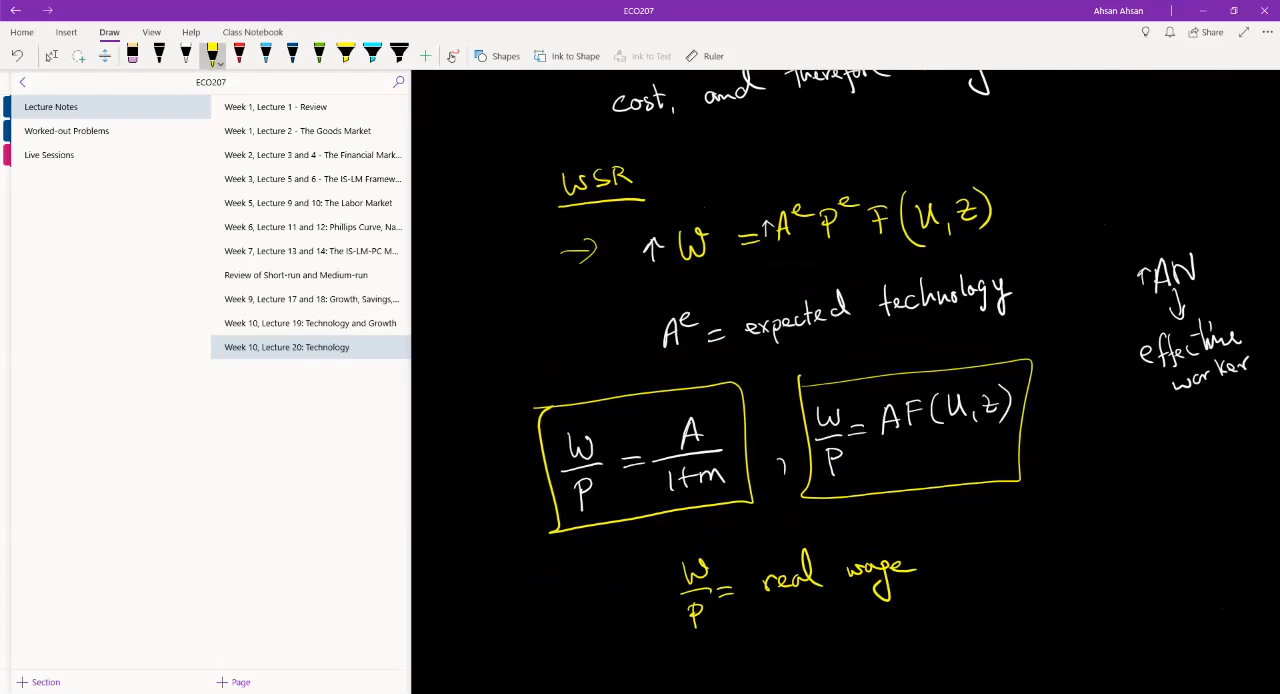 ECO207
Ahsan Ahsan
Home Insert Draw View Help Class Notebook
Shapes Ink to Shape Ink to Text Ruler
Share
ECO207
Lecture Notes
Worked-out Problems
Live Sessions
Week 1, Lecture 1 - Review
Week 1, Lecture 2 - The Goods Market
Week 2, Lecture 3 and 4 - The Financial Mark...
Week 3, Lecture 5 and 6 - The IS-LM Framew...
Week 5, Lecture 9 and 10: The Labor Market
Week 6, Lecture 11 and 12: Phillips Curve, Na...
Week 7, Lecture 13 and 14: The IS-LM-PC M...
Review of Short-run and Medium-run
Week 9, Lecture 17 and 18: Growth, Savings,...
Week 10, Lecture 19: Technology and Growth
Week 10, Lecture 20: Technology
+ Section
+ Page
cost, and therefore
WSR
→ ↑ W = ↑A^e P^e F(u, z)
A^e = expected technology
↑AN
↓
effective
worker
W/P = A/(1+m) , W/P = AF(u, z)
W/P = real wage